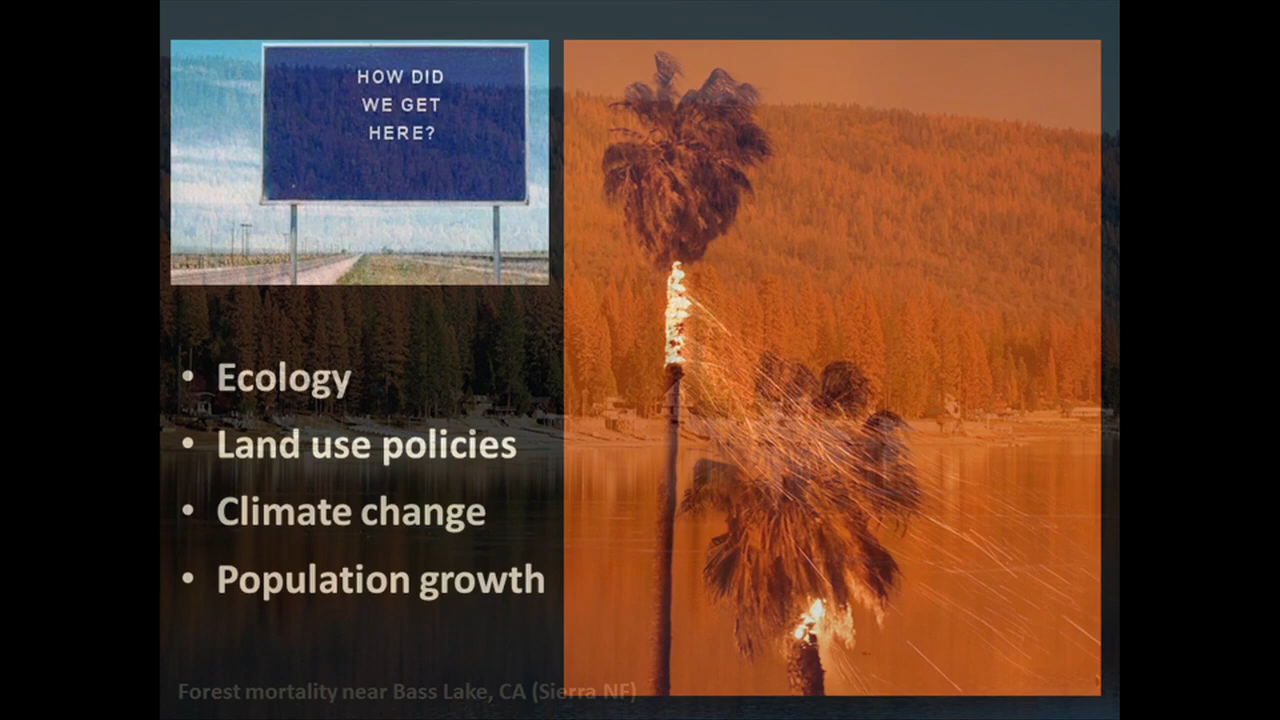 HOW DID
WE GET
HERE?
• Ecology
• Land use policies
• Climate change
• Population growth
Forest mortality near Bass Lake, CA (Sierra NF)